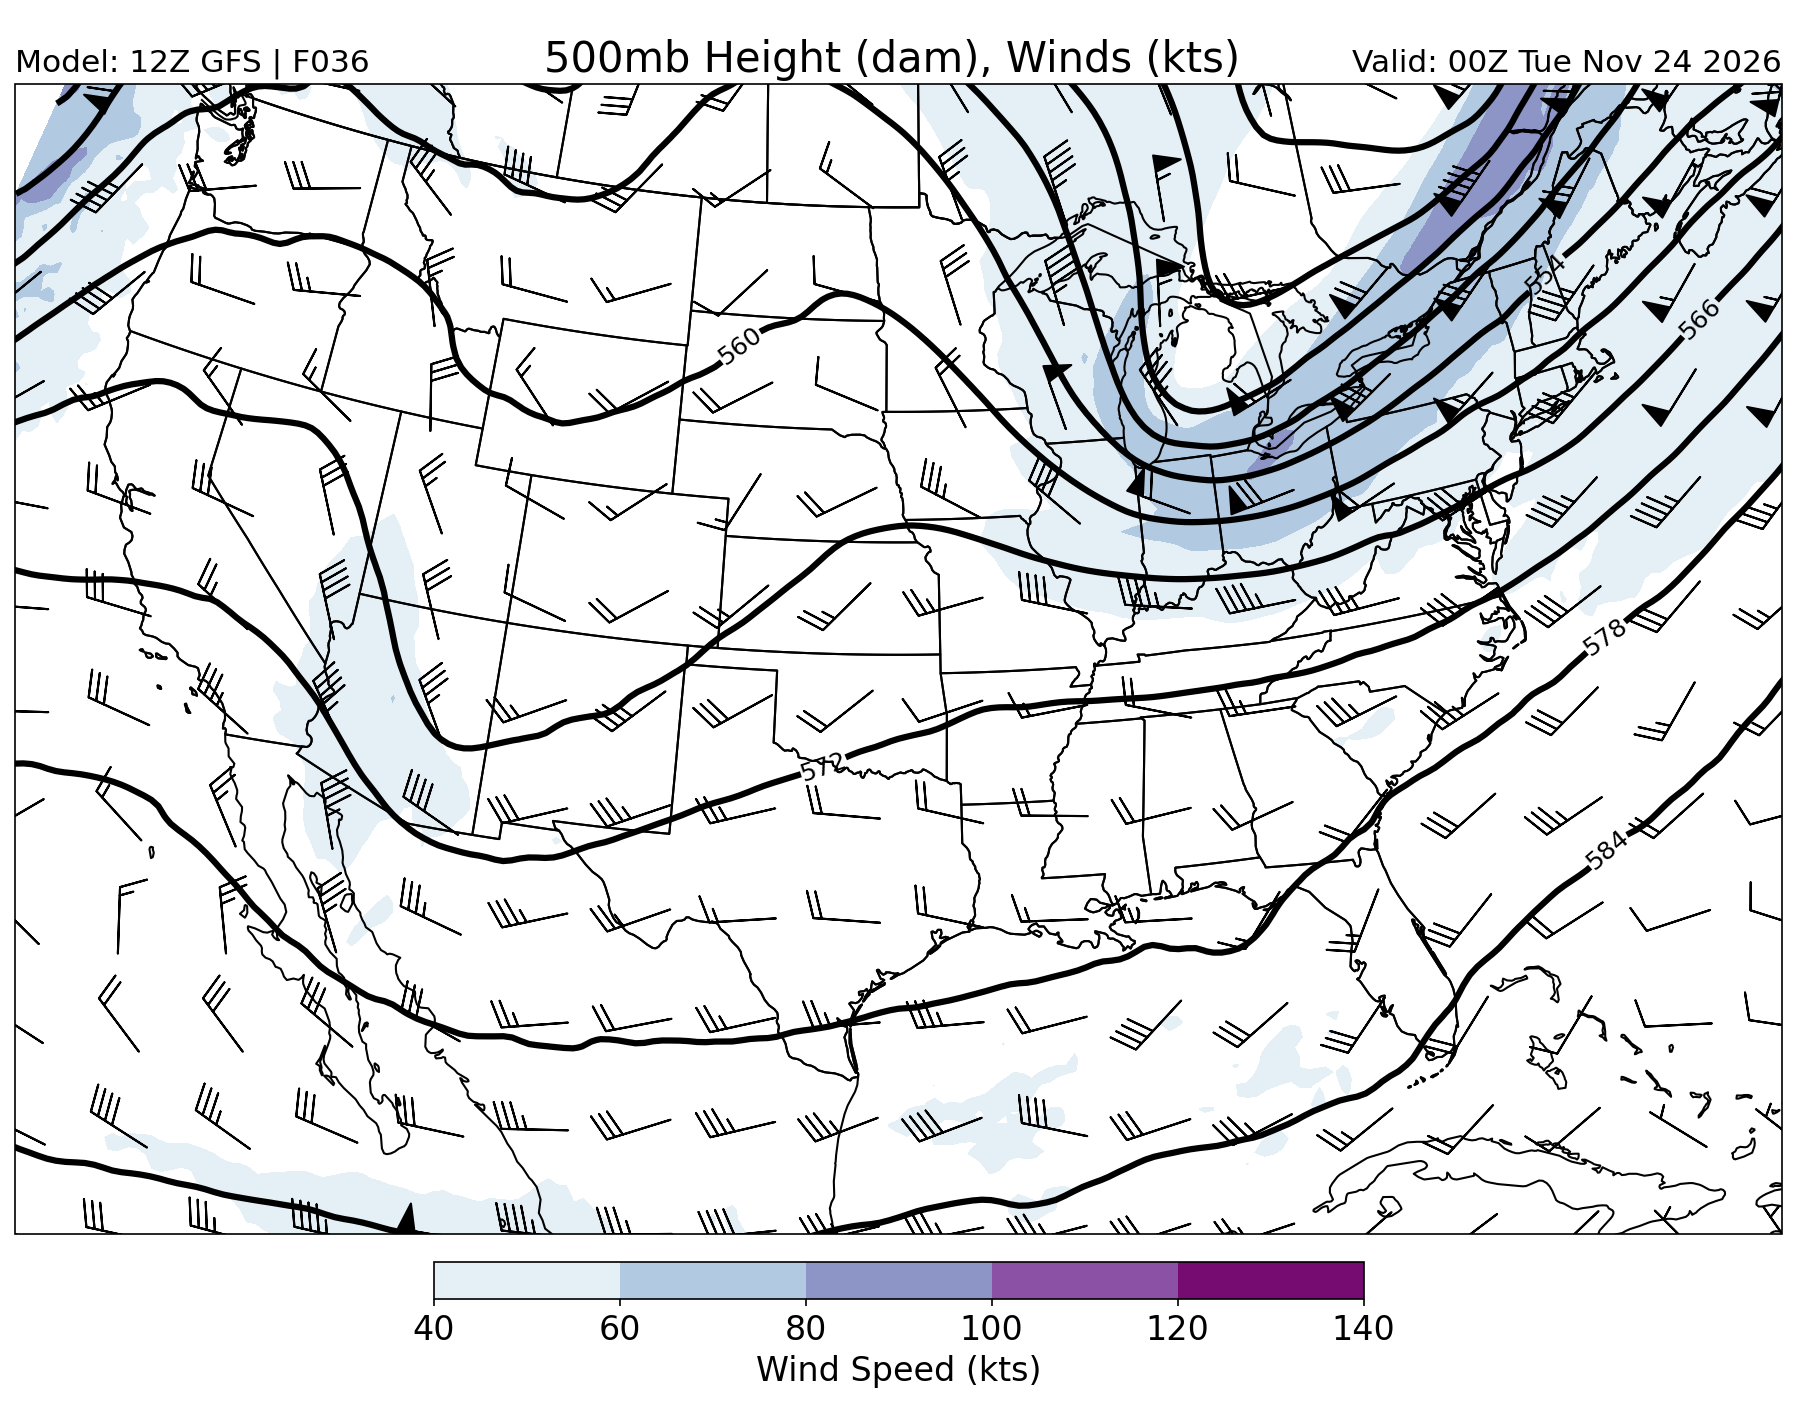 Model: 12Z GFS | F036
500mb Height (dam), Winds (kts)
Valid: 00Z Tue Nov 24 2026
554
566
560
578
572
584
40 60 80 100 120 140
Wind Speed (kts)